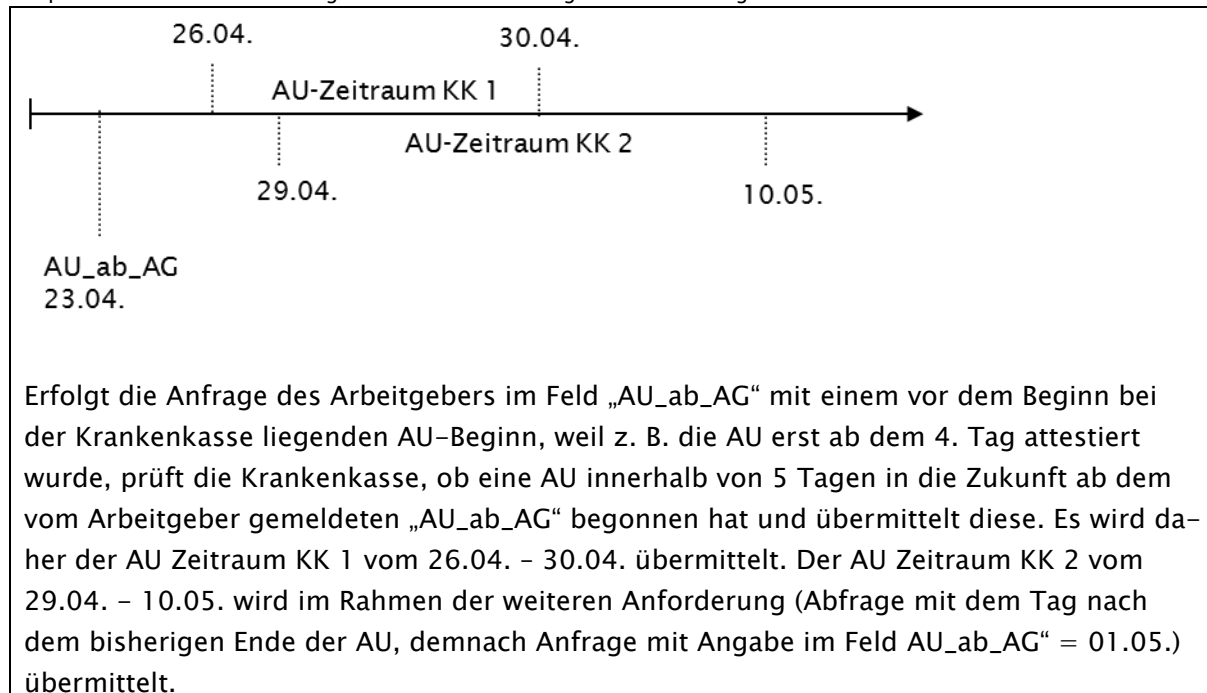 26.04.
30.04.
AU-Zeitraum KK 1
AU-Zeitraum KK 2
29.04.
10.05.
AU_ab_AG
23.04.
Erfolgt die Anfrage des Arbeitgebers im Feld „AU_ab_AG“ mit einem vor dem Beginn bei
der Krankenkasse liegenden AU-Beginn, weil z. B. die AU erst ab dem 4. Tag attestiert
wurde, prüft die Krankenkasse, ob eine AU innerhalb von 5 Tagen in die Zukunft ab dem
vom Arbeitgeber gemeldeten „AU_ab_AG“ begonnen hat und übermittelt diese. Es wird da-
her der AU Zeitraum KK 1 vom 26.04. – 30.04. übermittelt. Der AU Zeitraum KK 2 vom
29.04. – 10.05. wird im Rahmen der weiteren Anforderung (Abfrage mit dem Tag nach
dem bisherigen Ende der AU, demnach Anfrage mit Angabe im Feld AU_ab_AG“ = 01.05.)
übermittelt.